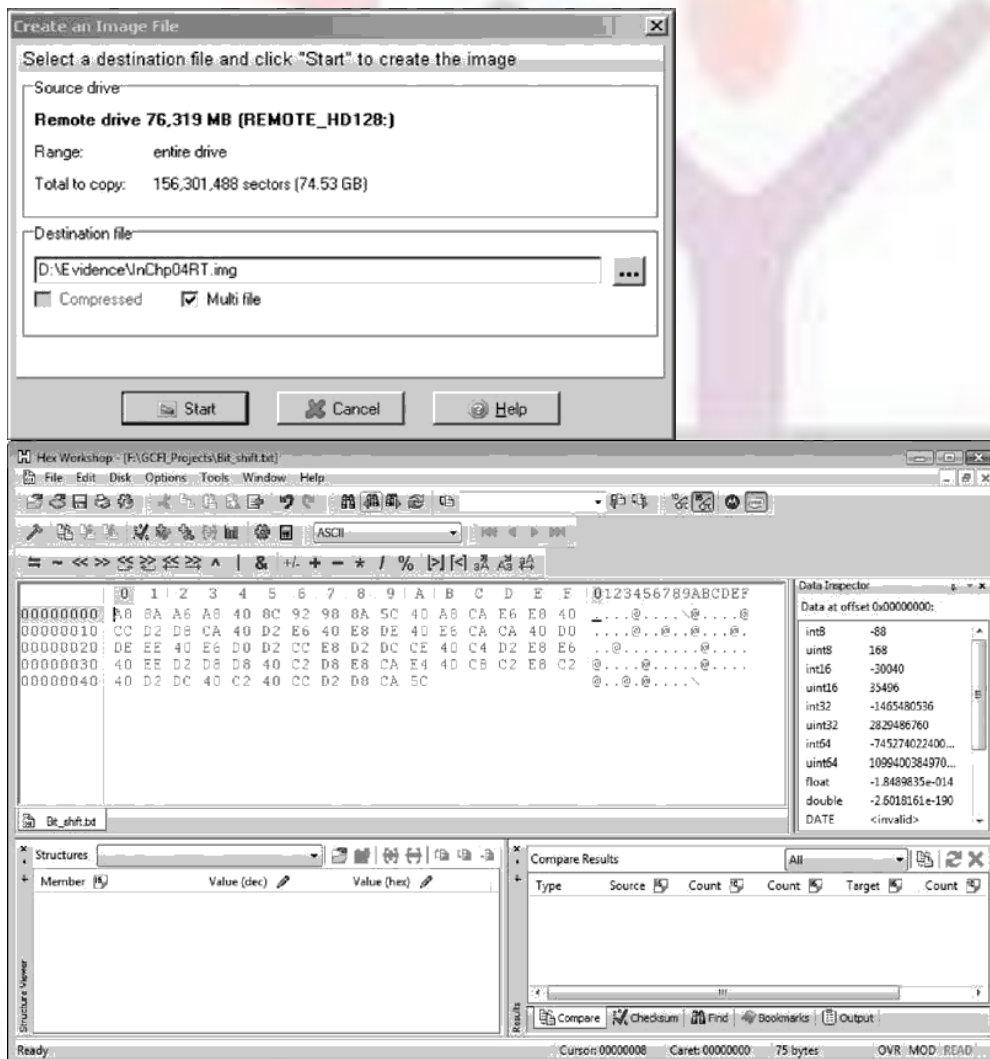 Create an Image File
Select a destination file and click "Start" to create the image
Source drive
Remote drive 76,319 MB (REMOTE_HD128:)
Range: entire drive
Total to copy: 156,301,488 sectors (74.53 GB)
Destination file
D:\Evidence\InChp04RT.img
...
Compressed Multi file
Start Cancel Help
Hex Workshop - [F:\GCFI_Projects\Bit_shift.txt]
File Edit Disk Options Tools Window Help
ASCII
0 1 2 3 4 5 6 7 8 9 A B C D E F 0123456789ABCDEF
00000000 A8 8A A6 A8 40 8C 92 98 8A 5C 40 A8 CA E6 E8 40 ....@....\@....@
00000010 CC D2 D8 CA 40 D2 E6 40 E8 DE 40 E6 CA CA 40 D0 ....@..@..@...@.
00000020 DE EE 40 E6 D0 D2 CC E8 D2 DC CE 40 C4 D2 E8 E6 ..@........@....
00000030 40 EE D2 D8 D8 40 C2 D8 E8 CA E4 40 C8 C2 E8 C2 @....@.....@....
00000040 40 D2 DC 40 C2 40 CC D2 D8 CA 5C @..@.@....\
Bit_shift.txt
Data Inspector
Data at offset 0x00000000:
int8 -88
uint8 168
int16 -30040
uint16 35496
int32 -1465480536
uint32 2829486760
int64 -745274022400...
uint64 1099400384970...
float -1.8489835e-014
double -2.6018161e-190
DATE <invalid>
Structures
Member Value (dec) Value (hex)
Structure Viewer
Compare Results All
Type Source Count Count Target Count
Results
Compare Checksum Find Bookmarks Output
Ready Cursor: 00000008 Caret: 00000000 75 bytes OVR MOD READ